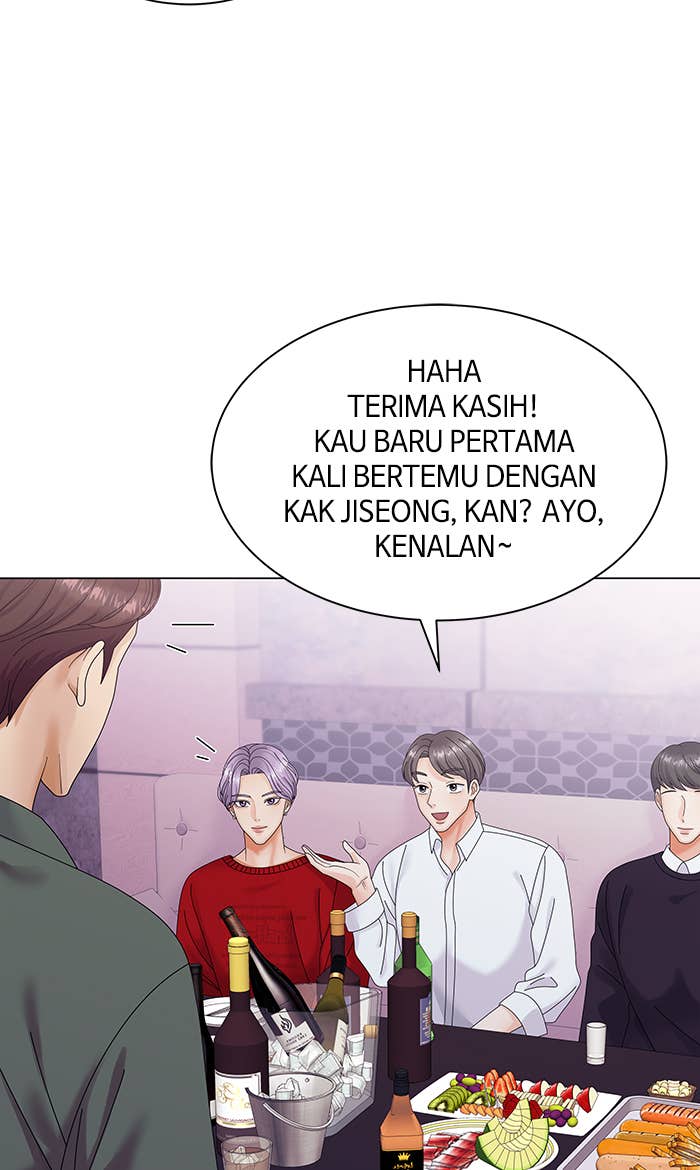 HAHA
TERIMA KASIH!
KAU BARU PERTAMA
KALI BERTEMU DENGAN
KAK JISEONG, KAN? AYO,
KENALAN~